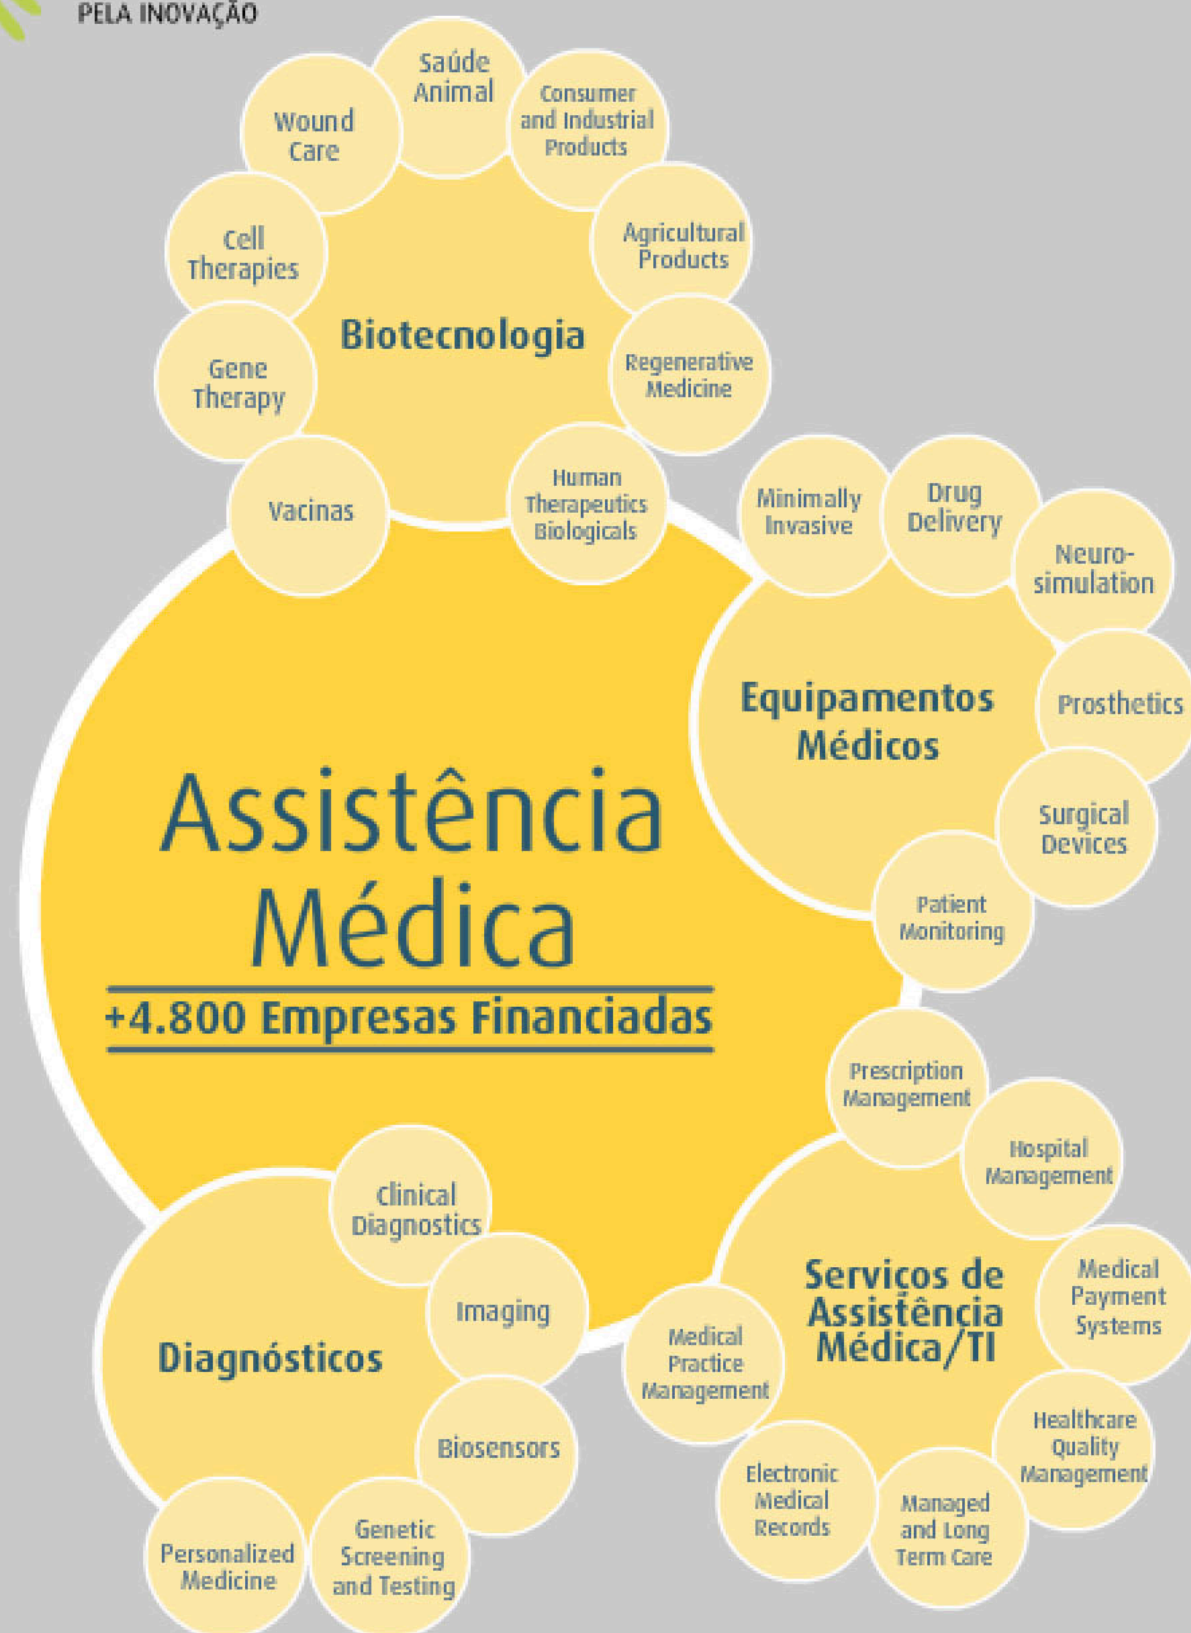 PELA INOVAÇÃO
Saúde
Animal
Wound
Care
Consumer
and Industrial
Products
Cell
Therapies
Agricultural
Products
Biotecnologia
Gene
Therapy
Regenerative
Medicine
Vacinas
Human
Therapeutics
Biologicals
Minimally
Invasive
Drug
Delivery
Neuro-
simulation
Equipamentos
Médicos
Prosthetics
Surgical
Devices
Patient
Monitoring
Assistência
Médica
+4.800 Empresas Financiadas
Prescription
Management
Hospital
Management
Serviços de
Assistência
Médica/TI
Medical
Payment
Systems
Medical
Practice
Management
Healthcare
Quality
Management
Electronic
Medical
Records
Managed
and Long
Term Care
Clinical
Diagnostics
Imaging
Diagnósticos
Biosensors
Genetic
Screening
and Testing
Personalized
Medicine